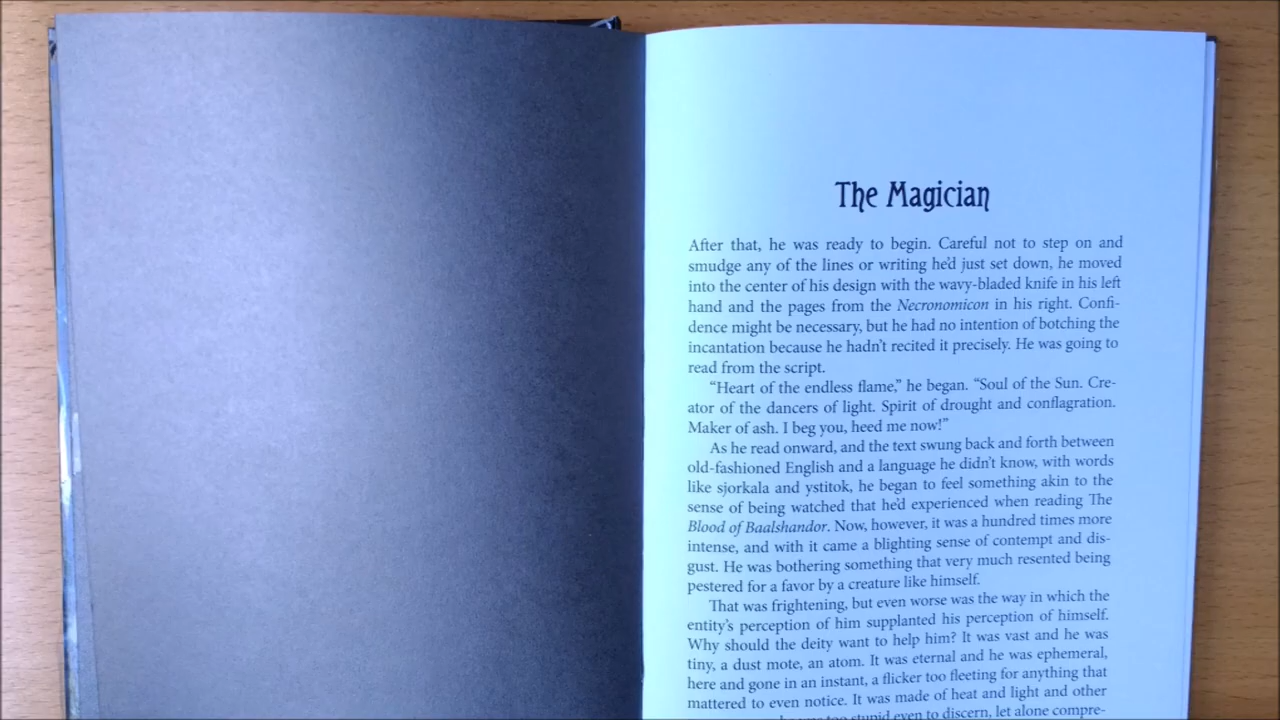 The Magician
After that, he was ready to begin. Careful not to step on and
smudge any of the lines or writing he'd just set down, he moved
into the center of his design with the wavy-bladed knife in his left
hand and the pages from the Necronomicon in his right. Confi-
dence might be necessary, but he had no intention of botching the
incantation because he hadn't recited it precisely. He was going to
read from the script.
“Heart of the endless flame,” he began. “Soul of the Sun. Cre-
ator of the dancers of light. Spirit of drought and conflagration.
Maker of ash. I beg you, heed me now!”
As he read onward, and the text swung back and forth between
old-fashioned English and a language he didn't know, with words
like sjorkala and ystitok, he began to feel something akin to the
sense of being watched that he'd experienced when reading The
Blood of Baalshandor. Now, however, it was a hundred times more
intense, and with it came a blighting sense of contempt and dis-
gust. He was bothering something that very much resented being
pestered for a favor by a creature like himself.
That was frightening, but even worse was the way in which the
entity's perception of him supplanted his perception of himself.
Why should the deity want to help him? It was vast and he was
tiny, a dust mote, an atom. It was eternal and he was ephemeral,
here and gone in an instant, a flicker too fleeting for anything that
mattered to even notice. It was made of heat and light and other
too stupid even to discern, let alone compre-